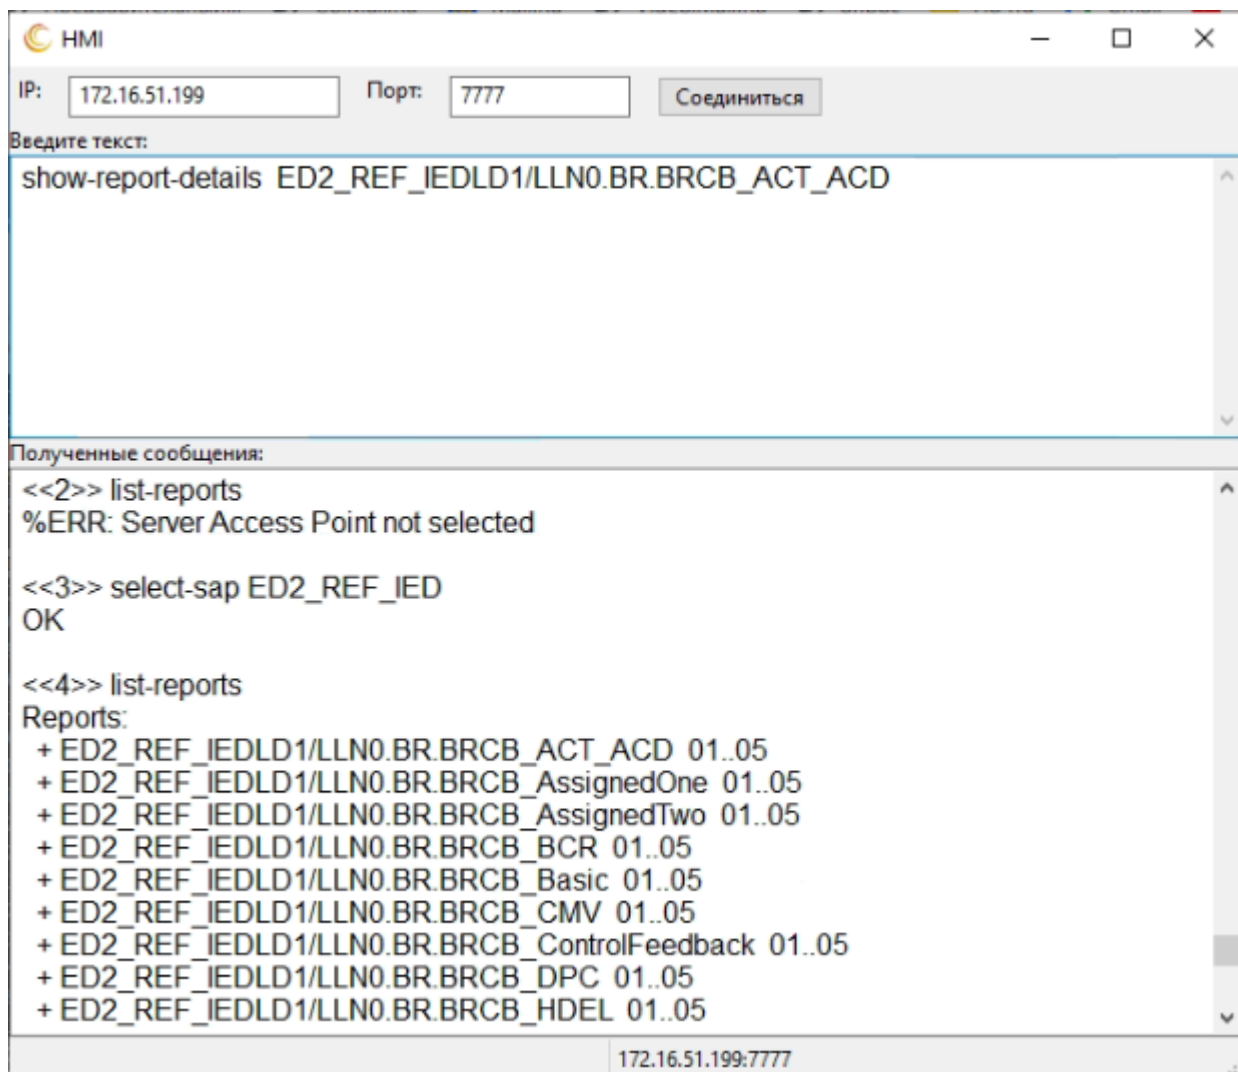 HMI
IP: 172.16.51.199 Порт: 7777 Соединиться
Введите текст:
show-report-details ED2_REF_IEDLD1/LLN0.BR.BRCB_ACT_ACD
Полученные сообщения:
<<2>> list-reports
%ERR: Server Access Point not selected
<<3>> select-sap ED2_REF_IED
OK
<<4>> list-reports
Reports:
+ ED2_REF_IEDLD1/LLN0.BR.BRCB_ACT_ACD 01..05
+ ED2_REF_IEDLD1/LLN0.BR.BRCB_AssignedOne 01..05
+ ED2_REF_IEDLD1/LLN0.BR.BRCB_AssignedTwo 01..05
+ ED2_REF_IEDLD1/LLN0.BR.BRCB_BCR 01..05
+ ED2_REF_IEDLD1/LLN0.BR.BRCB_Basic 01..05
+ ED2_REF_IEDLD1/LLN0.BR.BRCB_CMV 01..05
+ ED2_REF_IEDLD1/LLN0.BR.BRCB_ControlFeedback 01..05
+ ED2_REF_IEDLD1/LLN0.BR.BRCB_DPC 01..05
+ ED2_REF_IEDLD1/LLN0.BR.BRCB_HDEL 01..05
172.16.51.199:7777